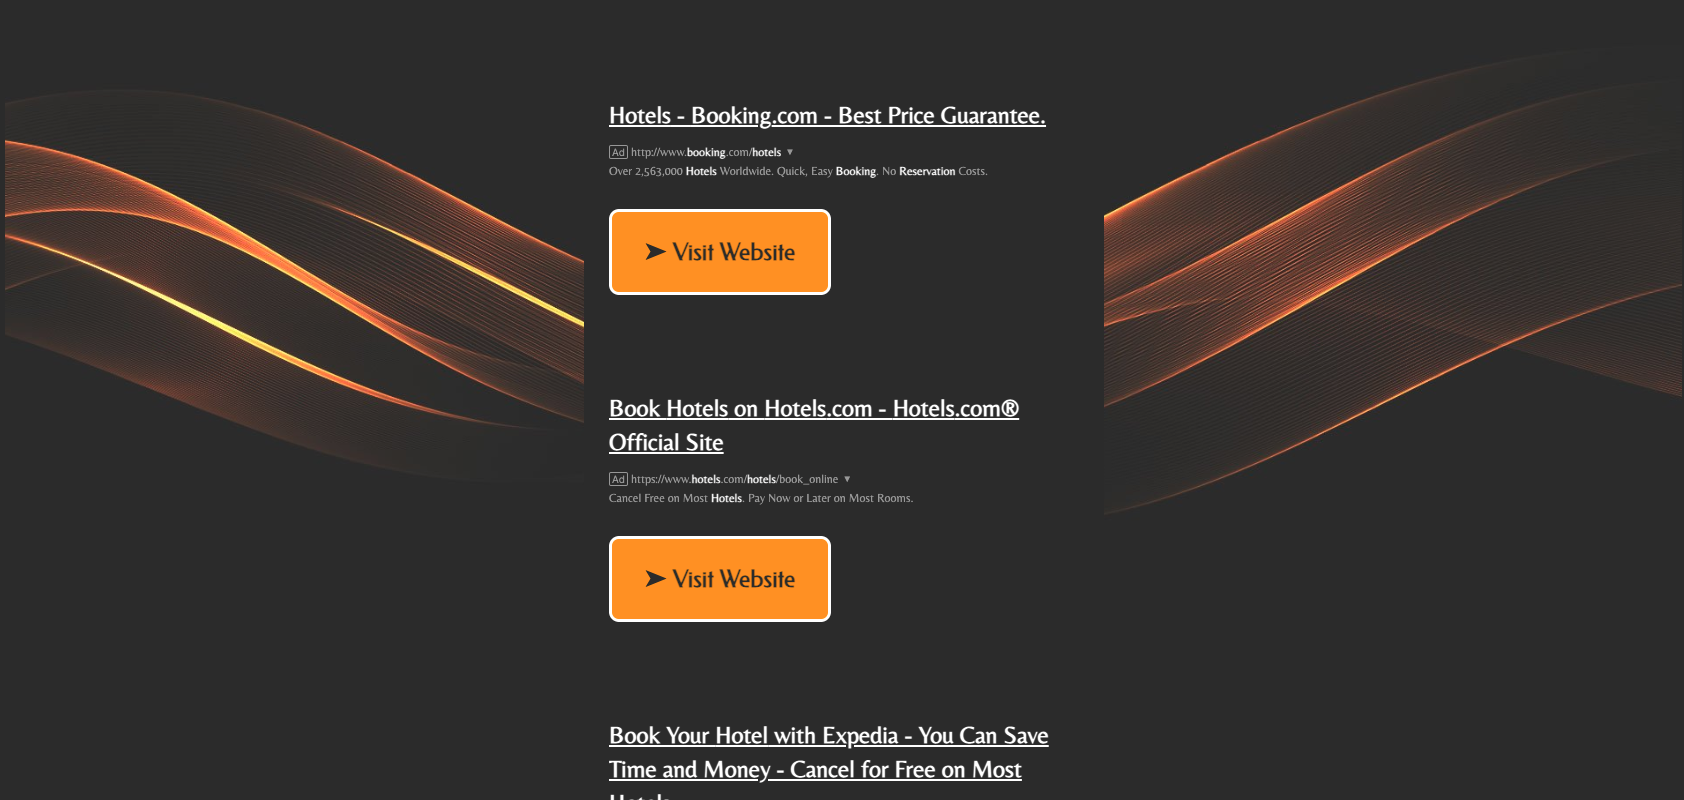 Hotels - Booking.com - Best Price Guarantee.
Ad http://www.booking.com/hotels ▼
Over 2,563,000 Hotels Worldwide. Quick, Easy Booking. No Reservation Costs.
➤ Visit Website
Book Hotels on Hotels.com - Hotels.com®
Official Site
Ad https://www.hotels.com/hotels/book_online ▼
Cancel Free on Most Hotels. Pay Now or Later on Most Rooms.
➤ Visit Website
Book Your Hotel with Expedia - You Can Save
Time and Money - Cancel for Free on Most